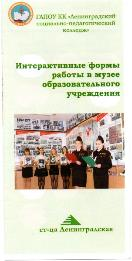 ГАПОУ КК «Ленинградский
социально-педагогический
колледж»
Интерактивные формы
работы в музее
образовательного
учреждения
ст-ца Ленинградская